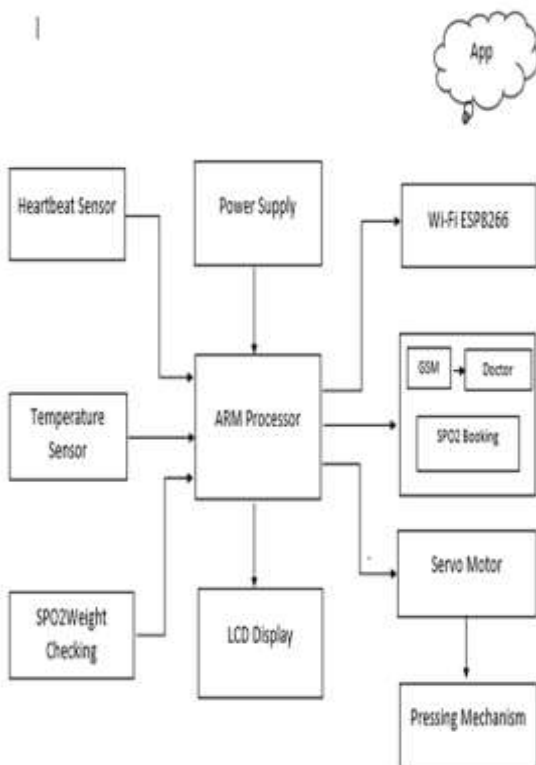 App
Heartbeat Sensor
Power Supply
Wi-Fi ESP8266
GSM
Doctor
SPO2 Booking
ARM Processor
Temperature
Sensor
Servo Motor
SPO2Weight
Checking
LCD Display
Pressing Mechanism